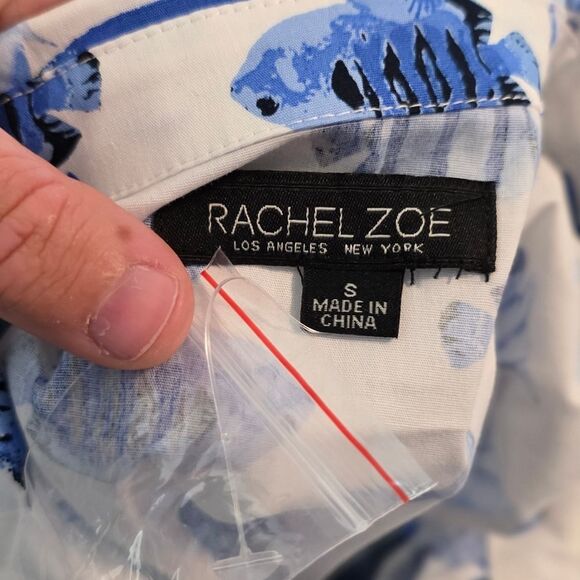 RACHEL ZOE
LOS ANGELES NEW YORK
S
MADE IN
CHINA